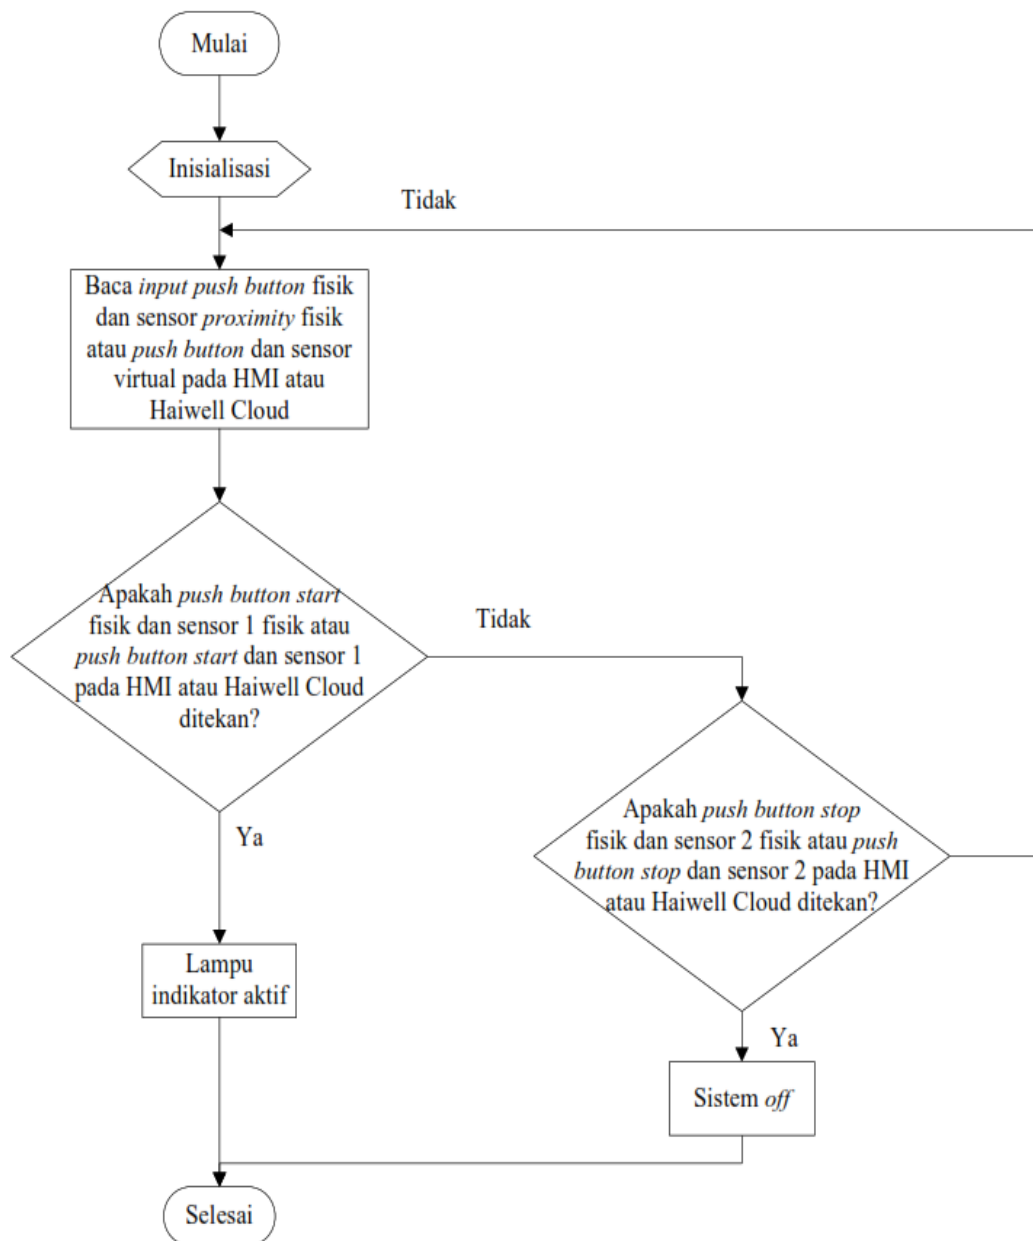 Mulai
Inisialisasi
Tidak
Baca input push button fisik
dan sensor proximity fisik
atau push button dan sensor
virtual pada HMI atau
Haiwell Cloud
Apakah push button start
fisik dan sensor 1 fisik atau
push button start dan sensor 1
pada HMI atau Haiwell Cloud
ditekan?
Tidak
Ya
Apakah push button stop
fisik dan sensor 2 fisik atau push
button stop dan sensor 2 pada HMI
atau Haiwell Cloud ditekan?
Lampu
indikator aktif
Ya
Sistem off
Selesai